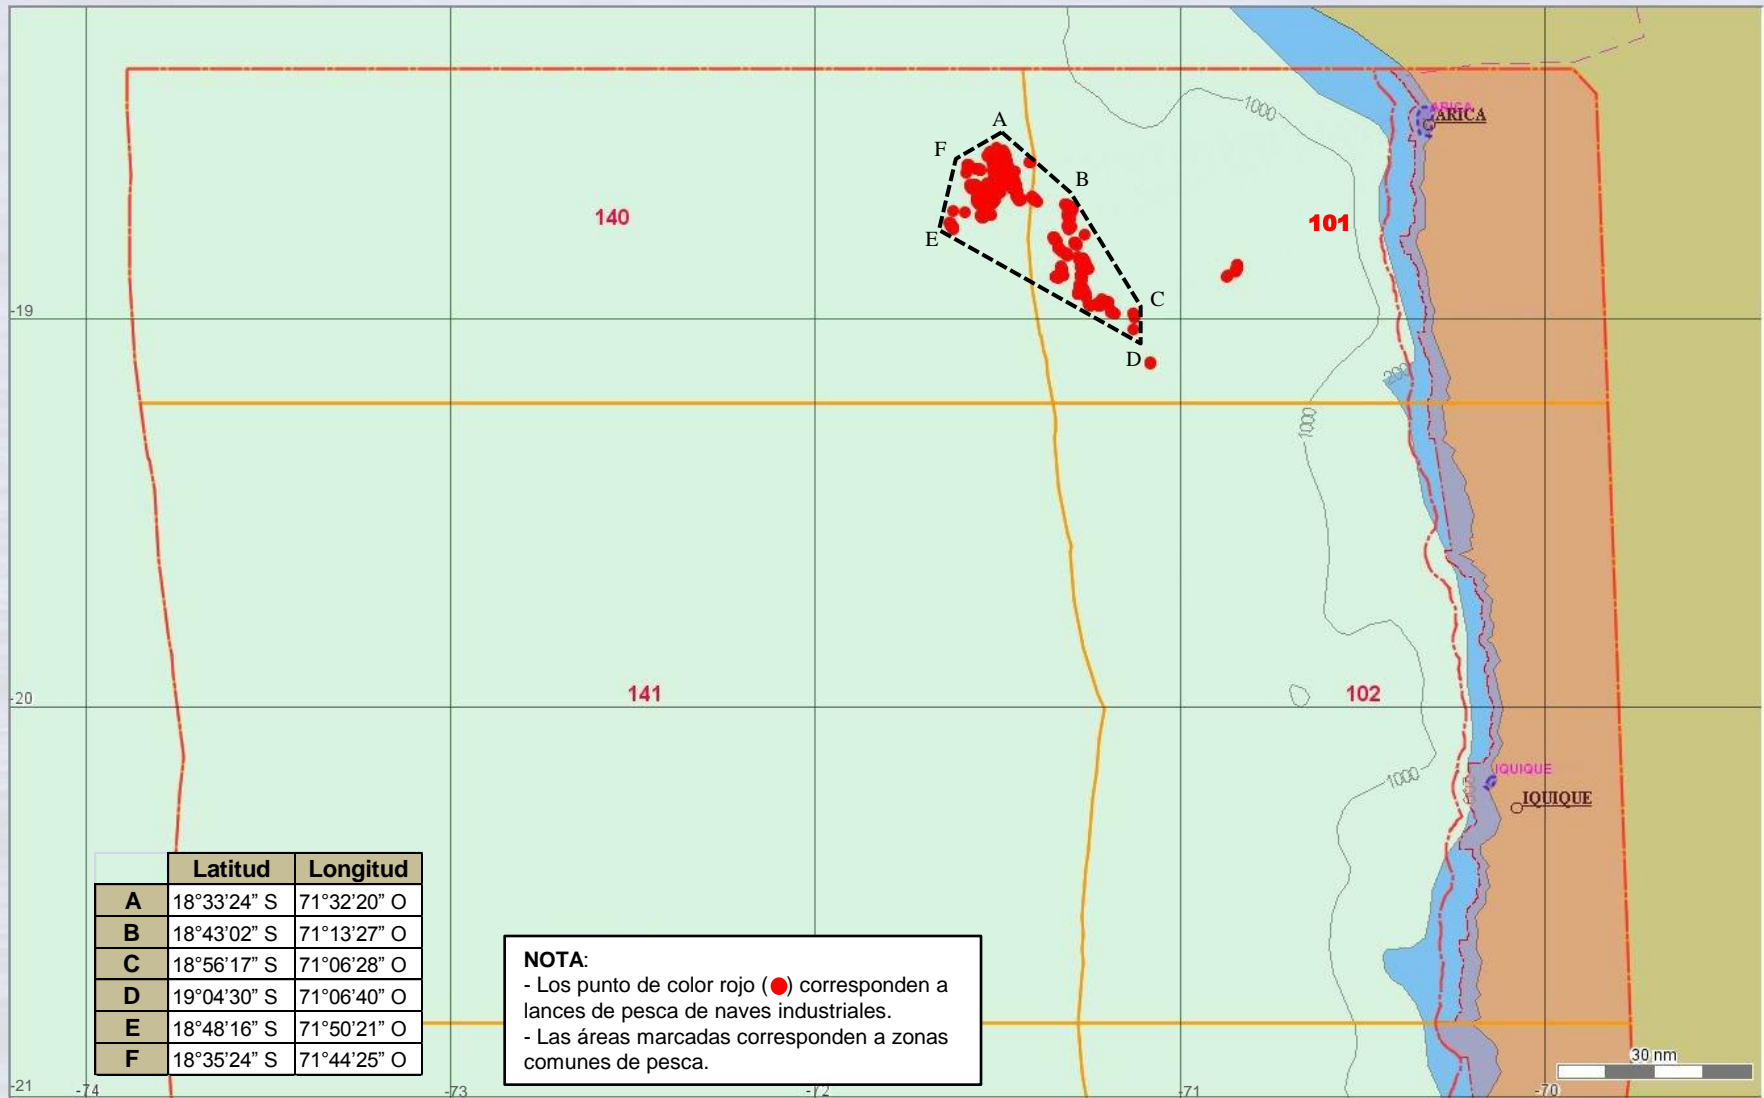 1000
ARICA
ARICA
A
F
B
140
101
E
C
-19
D
200
1000
-20
141
102
1000
IQUIQUE
IQUIQUE
Latitud Longitud
A 18°33’24” S 71°32’20” O
B 18°43’02” S 71°13’27” O
C 18°56’17” S 71°06’28” O
D 19°04’30” S 71°06’40” O
E 18°48’16” S 71°50’21” O
F 18°35’24” S 71°44’25” O
NOTA:
- Los punto de color rojo ( ) corresponden a
lances de pesca de naves industriales.
- Las áreas marcadas corresponden a zonas
comunes de pesca.
30 nm
-21
-74
-73
-72
-71
-70